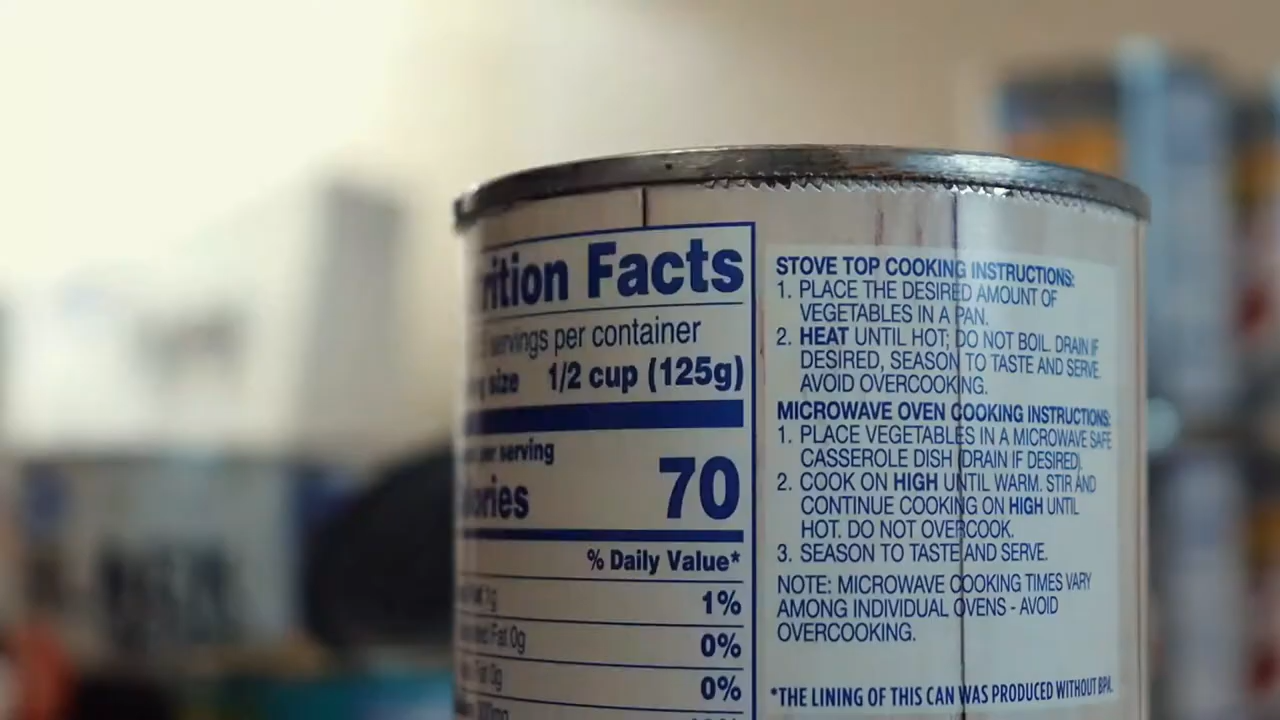 rition Facts
servings per container
size 1/2 cup (125g)
per serving
ories 70
% Daily Value*
1g 1%
Fat 0g 0%
Fat 0g 0%
STOVE TOP COOKING INSTRUCTIONS:
1. PLACE THE DESIRED AMOUNT OF
VEGETABLES IN A PAN.
2. HEAT UNTIL HOT; DO NOT BOIL. DRAIN IF
DESIRED, SEASON TO TASTE AND SERVE.
AVOID OVERCOOKING.
MICROWAVE OVEN COOKING INSTRUCTIONS:
1. PLACE VEGETABLES IN A MICROWAVE SAFE
CASSEROLE DISH (DRAIN IF DESIRED).
2. COOK ON HIGH UNTIL WARM. STIR AND
CONTINUE COOKING ON HIGH UNTIL
HOT. DO NOT OVERCOOK.
3. SEASON TO TASTE AND SERVE.
NOTE: MICROWAVE COOKING TIMES VARY
AMONG INDIVIDUAL OVENS - AVOID
OVERCOOKING.
*THE LINING OF THIS CAN WAS PRODUCED WITHOUT BPA.